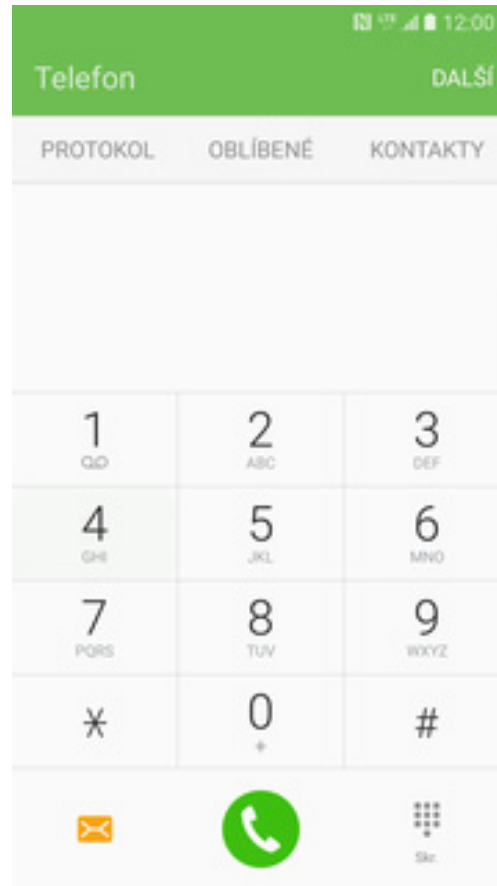 12:00
Telefon DALŠÍ
PROTOKOL OBLÍBENÉ KONTAKTY
1 2 3
ABC DEF
4 5 6
GHI JKL MNO
7 8 9
PQRS TUV WXYZ
* 0 #
+
Skr.